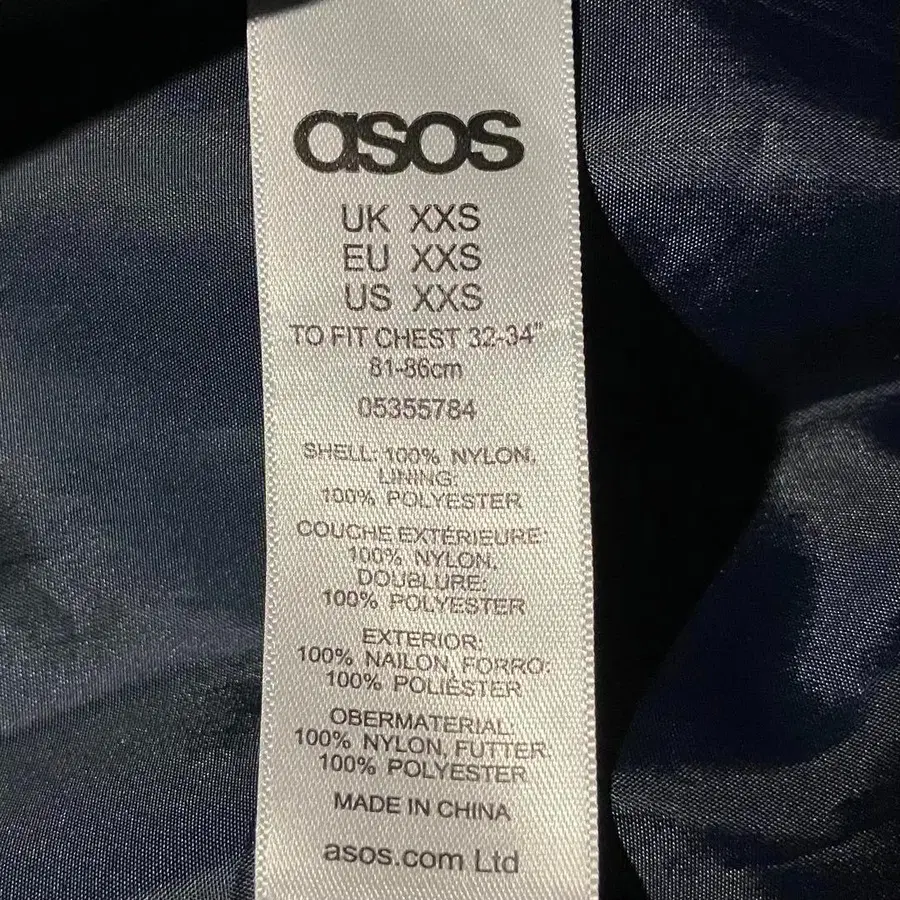 asos
UK XXS
EU XXS
US XXS
TO FIT CHEST 32-34"
81-86cm
05355784
SHELL: 100% NYLON,
LINING:
100% POLYESTER
COUCHE EXTÉRIEURE:
100% NYLON,
DOUBLURE:
100% POLYESTER
EXTERIOR:
100% NAILON, FORRO:
100% POLIÉSTER
OBERMATERIAL:
100% NYLON, FUTTER:
100% POLYESTER
MADE IN CHINA
asos.com Ltd